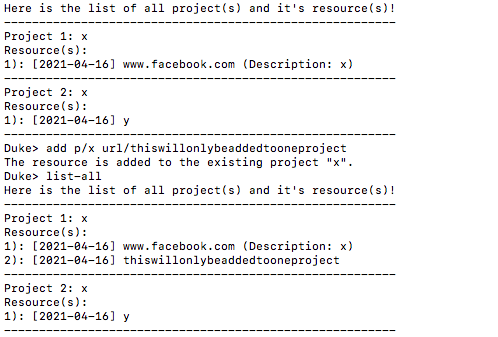 Here is the list of all project(s) and it's resource(s)!
--------------------------------------------------------
Project 1: x
Resource(s):
1): [2021-04-16] www.facebook.com (Description: x)
--------------------------------------------------------
Project 2: x
Resource(s):
1): [2021-04-16] y
--------------------------------------------------------
Duke> add p/x url/thiswillonlybeaddedtooneproject
The resource is added to the existing project "x".
Duke> list-all
Here is the list of all project(s) and it's resource(s)!
--------------------------------------------------------
Project 1: x
Resource(s):
1): [2021-04-16] www.facebook.com (Description: x)
2): [2021-04-16] thiswillonlybeaddedtooneproject
--------------------------------------------------------
Project 2: x
Resource(s):
1): [2021-04-16] y
--------------------------------------------------------